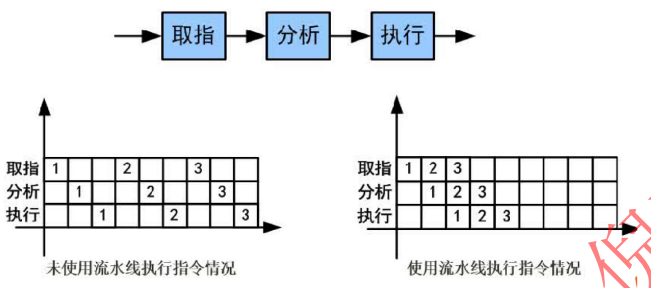 取指 分析 执行
取指 1 2 3
分析 1 2 3
执行 1 2 3
未使用流水线执行指令情况
取指 1 2 3
分析 1 2 3
执行 1 2 3
使用流水线执行指令情况